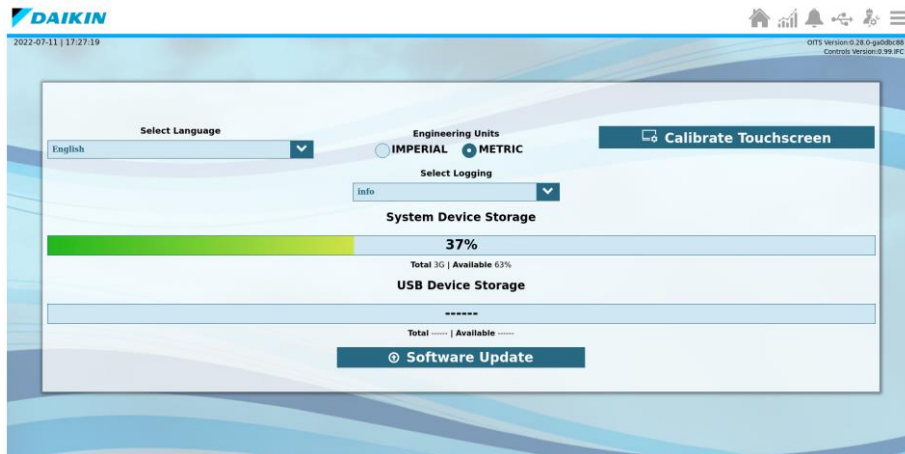 DAIKIN
2022-07-11 | 17:27:19
OITS Version:0.28.0-ga0dbc88
Controls Version:0.99.IFC
Select Language
English
Engineering Units
IMPERIAL METRIC
Calibrate Touchscreen
Select Logging
info
System Device Storage
37%
Total 3G | Available 63%
USB Device Storage
------
Total ------ | Available ------
Software Update